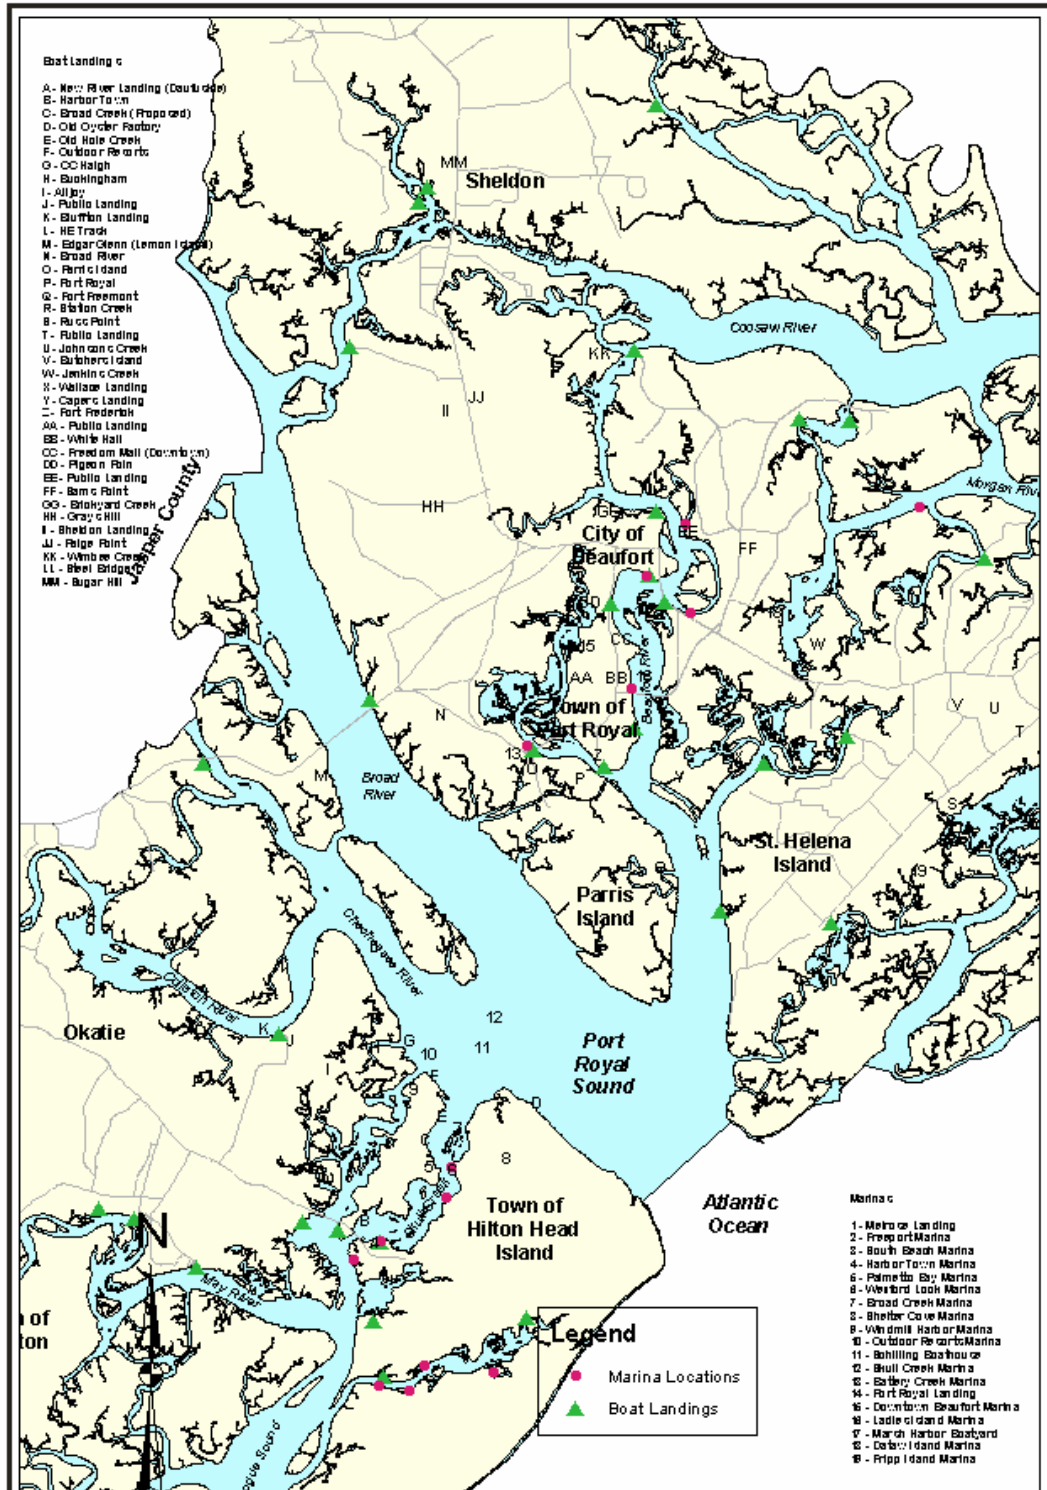 Boat Landings
A - New River Landing (Daufuskie)
B - Harbor Town
C - Broad Creek (Proposed)
D - Old Oyster Factory
E - Old Hole Creek
F - Outdoor Resorts
G - CC Haigh
H - Buckingham
I - Alljoy
J - Public Landing
K - Bluffton Landing
L - HE Trask
M - Edgar Glenn (Lemon Island)
N - Broad River
O - Parris Island
P - Port Royal
Q - Fort Freemont
R - Station Creek
S - Russ Point
T - Public Landing
U - Johnsons Creek
V - Butchers Island
W - Jenkins Creek
X - Wallace Landing
Y - Capers Landing
Z - Fort Frederick
AA - Public Landing
BB - White Hall
CC - Freedom Mall (Downtown)
DD - Pigeon Poin
EE - Public Landing
FF - Sams Point
GG - Brickyard Creek
HH - Grays Hill
II - Sheldon Landing
JJ - Paige Point
KK - Wimbee Creek
LL - Steel Bridge
MM - Sugar Hill
MM
Sheldon
Coosaw River
KK
JJ
II
HH
Jasper County
Morgan River
City of
Beaufort
EE
FF
CC
15
AA
BB
Beaufort River
W
V
U
T
N
Town of
Port Royal
13
Z
P
Y
M
Broad
River
S
R
St. Helena
Island
Parris
Island
Chechessee River
Colleton River
Okatie
K
J
I
12
G
10
11
Port
Royal
Sound
8
5
Town of
Hilton Head
Island
Atlantic
Ocean
N
May River
Legend
Marina Locations
Boat Landings
Marinas
1 - Melrose Landing
2 - Freeport Marina
3 - South Beach Marina
4 - Harbor Town Marina
5 - Palmetto Bay Marina
6 - Wexford Lock Marina
7 - Broad Creek Marina
8 - Shelter Cove Marina
9 - Windmill Harbor Marina
10 - Outdoor Resorts Marina
11 - Schilling Boathouse
12 - Skull Creek Marina
13 - Battery Creek Marina
14 - Port Royal Landing
15 - Downtown Beaufort Marina
16 - Ladies Island Marina
17 - Marsh Harbor Boatyard
18 - Dataw Island Marina
19 - Fripp Island Marina